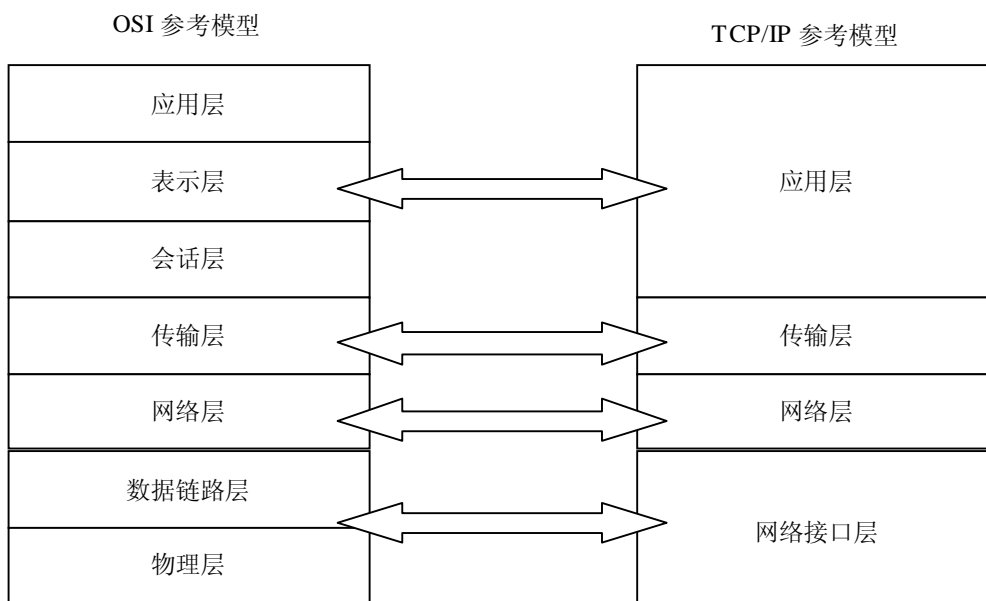 OSI 参考模型
TCP/IP 参考模型
应用层
表示层
会话层
传输层
网络层
数据链路层
物理层
应用层
传输层
网络层
网络接口层